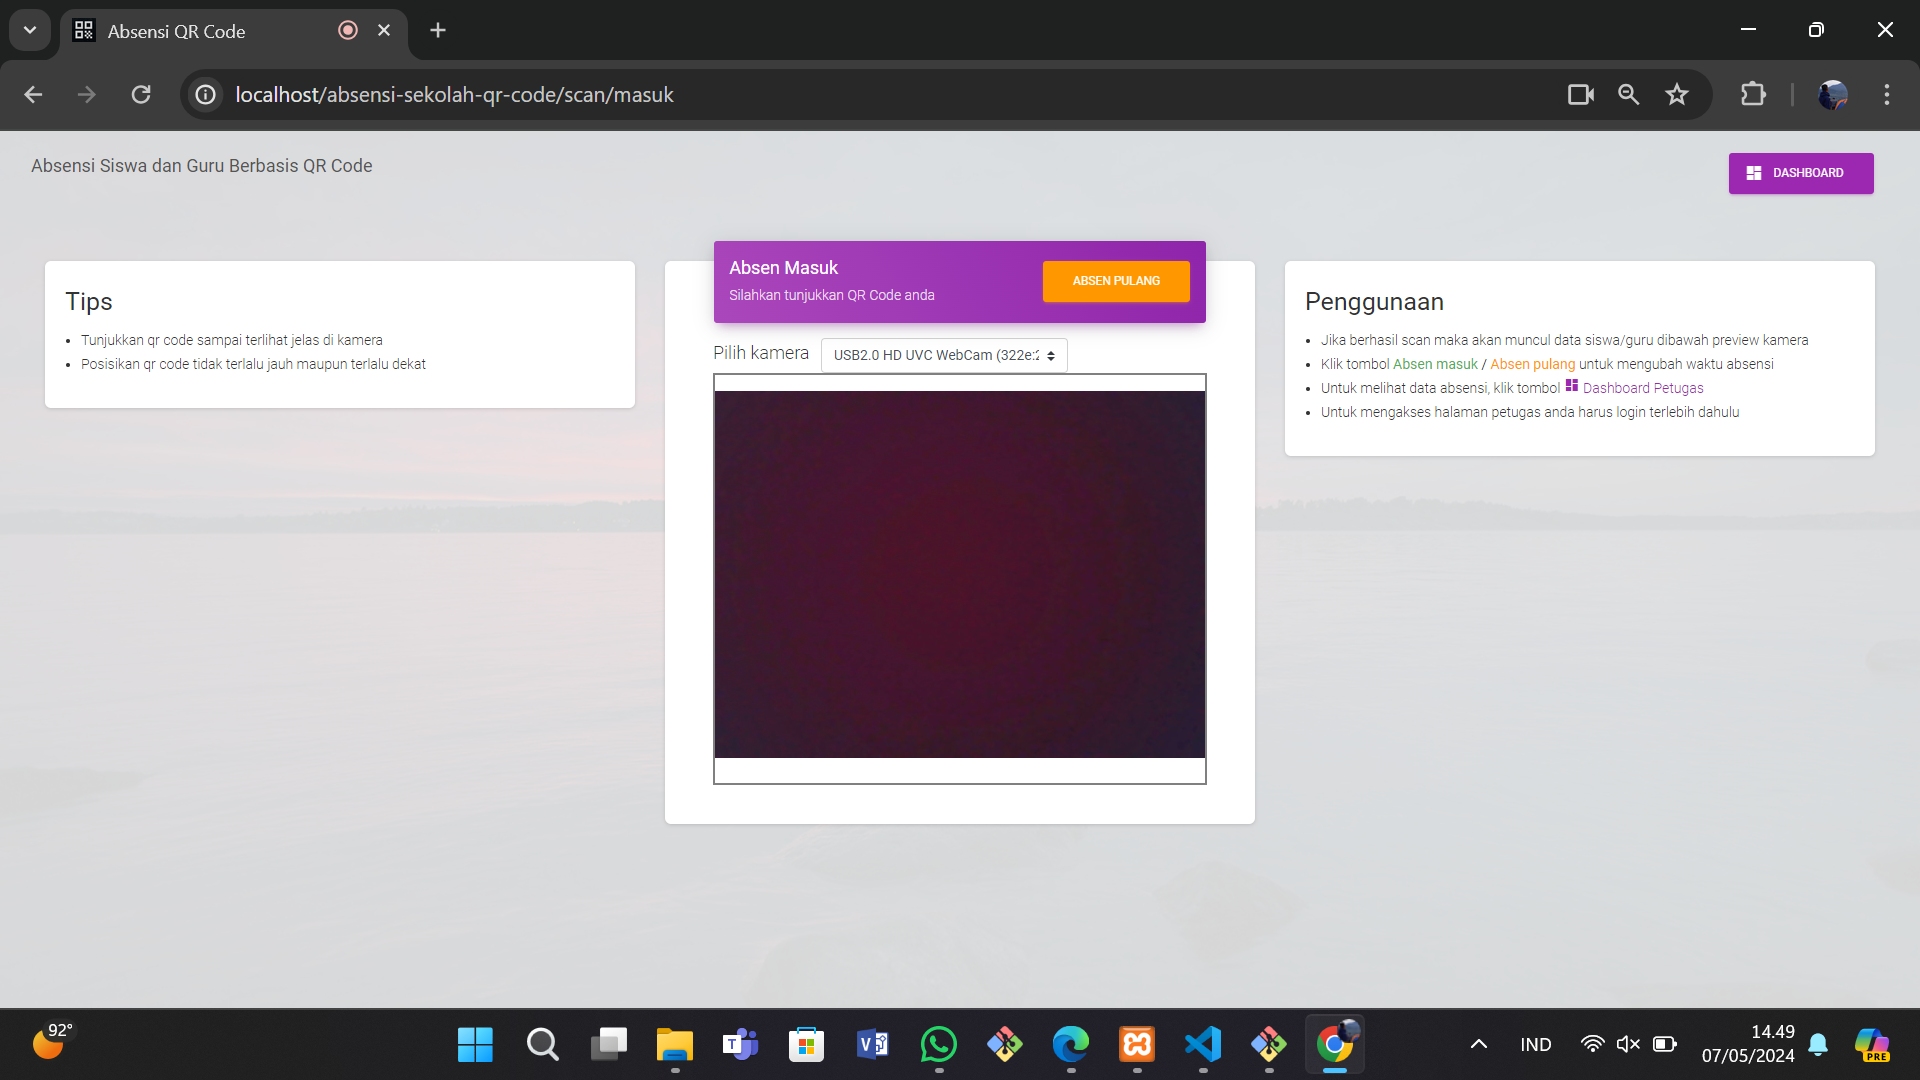 Absensi QR Code
localhost/absensi-sekolah-qr-code/scan/masuk
Absensi Siswa dan Guru Berbasis QR Code
DASHBOARD
Tips
Tunjukkan qr code sampai terlihat jelas di kamera
Posisikan qr code tidak terlalu jauh maupun terlalu dekat
Absen Masuk
Silahkan tunjukkan QR Code anda
ABSEN PULANG
Pilih kamera
USB2.0 HD UVC WebCam (322e:2
Penggunaan
Jika berhasil scan maka akan muncul data siswa/guru dibawah preview kamera
Klik tombol Absen masuk / Absen pulang untuk mengubah waktu absensi
Untuk melihat data absensi, klik tombol Dashboard Petugas
Untuk mengakses halaman petugas anda harus login terlebih dahulu
92°
IND
14.49
07/05/2024
PRE